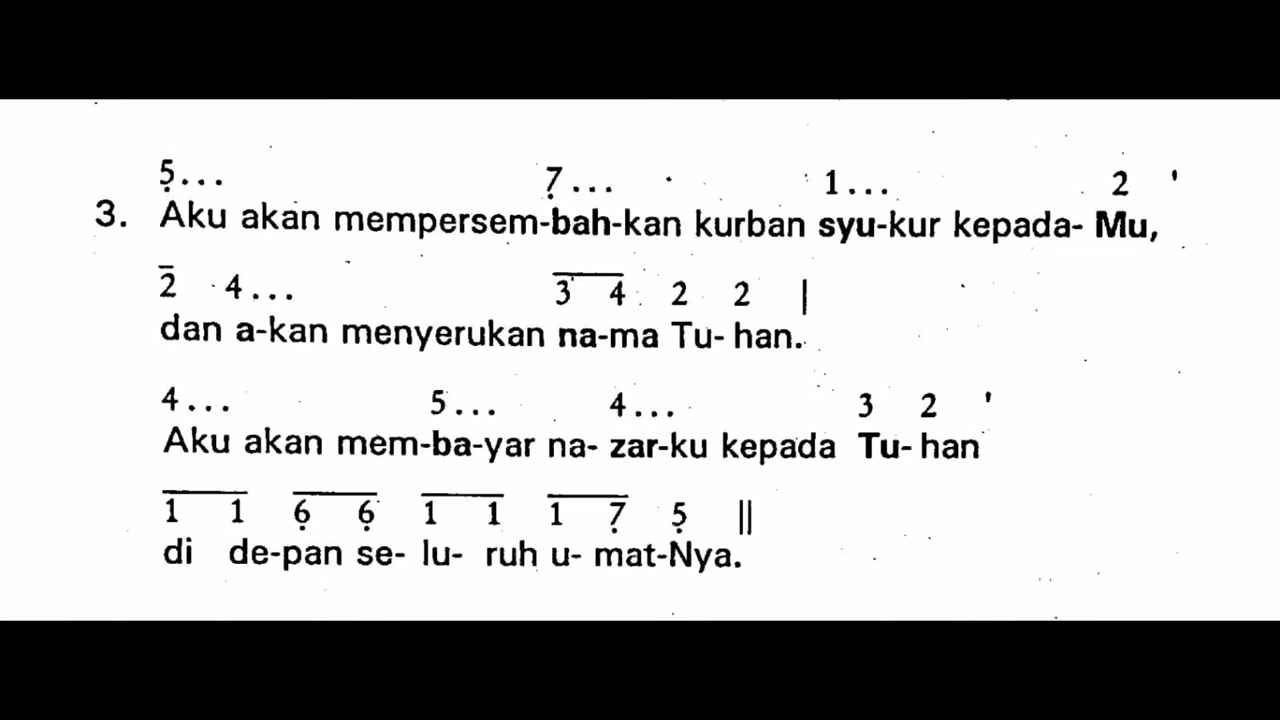 5̣... 7̣... 1... 2 '
3. Aku akan mempersem-bah-kan kurban syu-kur kepada- Mu,
2̅ 4... 3̅ 4̅ 2 2 |
dan a-kan menyerukan na-ma Tu- han.
4... 5... 4... 3 2 '
Aku akan mem-ba-yar na- zar-ku kepada Tu- han
1̅ 1̅ 6̣̅ 6̣̅ 1̅ 1̅ 1̅ 7̣̅ 5̣ ||
di de-pan se- lu- ruh u- mat-Nya.